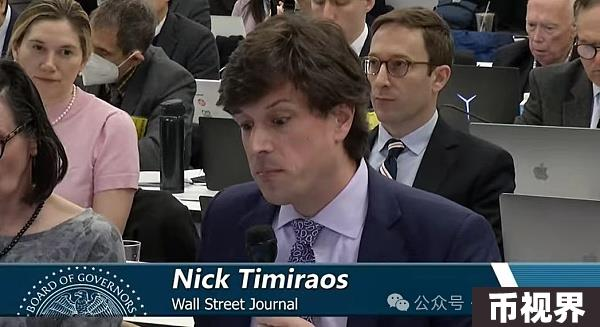 Nick Timiraos
Wall Street Journal
BOARD OF GOVERNORS
公众号
币视界